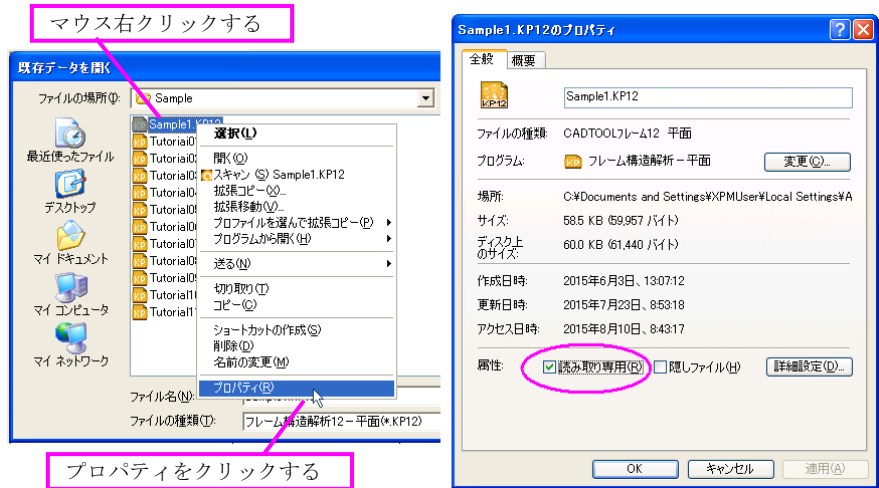 マウス右クリックする
既存データを開く
ファイルの場所(I):
Sample
Sample1.KP12
最近使ったファイル
デスクトップ
マイ ドキュメント
マイ コンピュータ
マイ ネットワーク
選択(L)
開く(O)
スキャン (S) Sample1.KP12
拡張コピー(X)...
拡張移動(V)...
プロファイルを選んで拡張コピー(P)
プログラムから開く(H)
送る(N)
切り取り(T)
コピー(C)
ショートカットの作成(S)
削除(D)
名前の変更(M)
プロパティ(R)
Tutorial10
Tutorial11
ファイル名(N):
ファイルの種類(T):
フレーム構造解析12－平面(*.KP12)
プロパティをクリックする
Sample1.KP12のプロパティ
全般
概要
KP12
Sample1.KP12
ファイルの種類:
CADTOOLフレーム12 平面
プログラム:
フレーム構造解析－平面
変更(C)...
場所:
C:¥Documents and Settings¥XPMUser¥Local Settings¥A
サイズ:
58.5 KB (59,957 バイト)
ディスク上
のサイズ:
60.0 KB (61,440 バイト)
作成日時:
2015年6月3日、13:07:12
更新日時:
2015年7月23日、8:53:18
アクセス日時:
2015年8月10日、8:43:17
属性:
読み取り専用(R)
隠しファイル(H)
詳細設定(D)...
OK
キャンセル
適用(A)